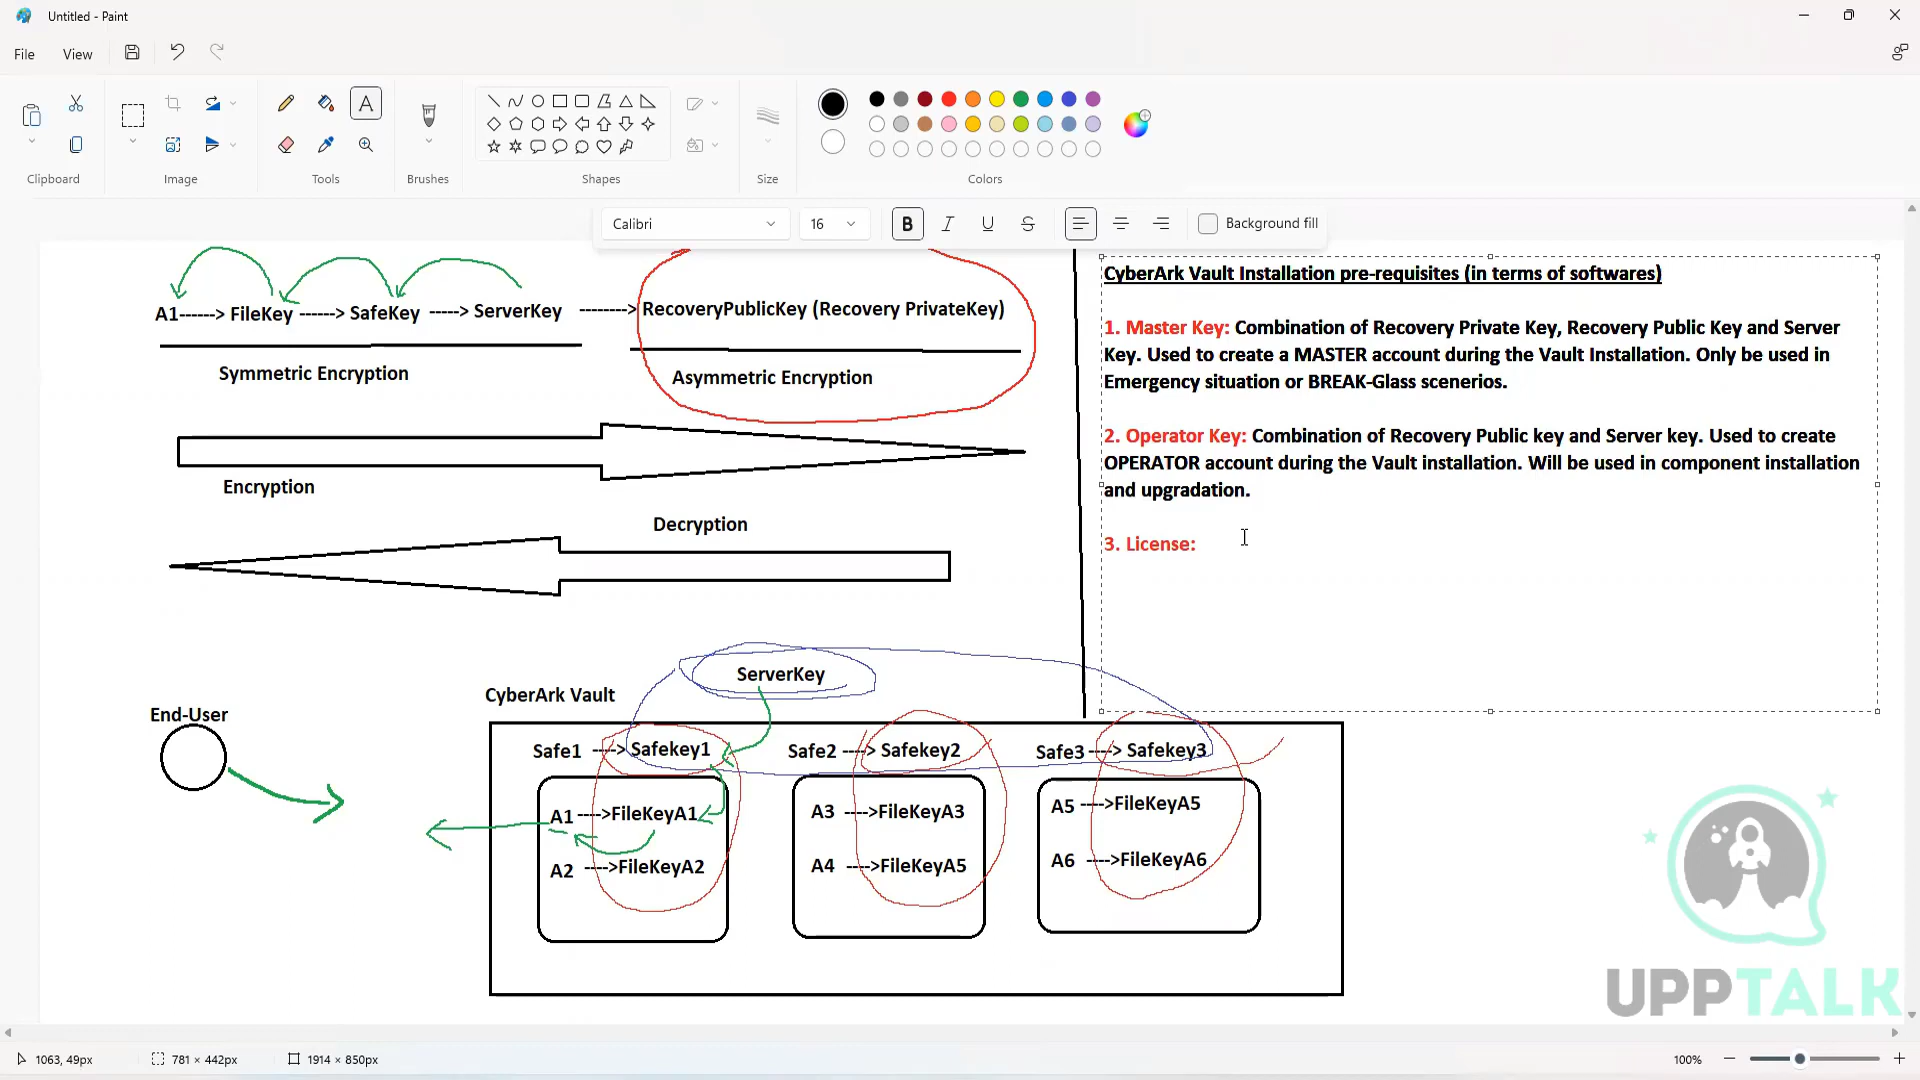 Untitled - Paint
File
View
Clipboard
Image
Tools
Brushes
Shapes
Size
Colors
Calibri
16
B
I
U
S
Background fill
A1------> FileKey ------> SafeKey -----> ServerKey --------> RecoveryPublicKey (Recovery PrivateKey)
Symmetric Encryption
Asymmetric Encryption
Encryption
Decryption
CyberArk Vault Installation pre-requisites (in terms of softwares)
1. Master Key: Combination of Recovery Private Key, Recovery Public Key and Server
Key. Used to create a MASTER account during the Vault Installation. Only be used in
Emergency situation or BREAK-Glass scenerios.
2. Operator Key: Combination of Recovery Public key and Server key. Used to create
OPERATOR account during the Vault installation. Will be used in component installation
and upgradation.
3. License:
ServerKey
CyberArk Vault
End-User
Safe1 ----> Safekey1
Safe2 ----> Safekey2
Safe3 ----> Safekey3
A1 ---->FileKeyA1
A2 ---->FileKeyA2
A3 ---->FileKeyA3
A4 ---->FileKeyA5
A5 ---->FileKeyA5
A6 ---->FileKeyA6
UPPTALK
1063, 49px
781 × 442px
1914 × 850px
100%